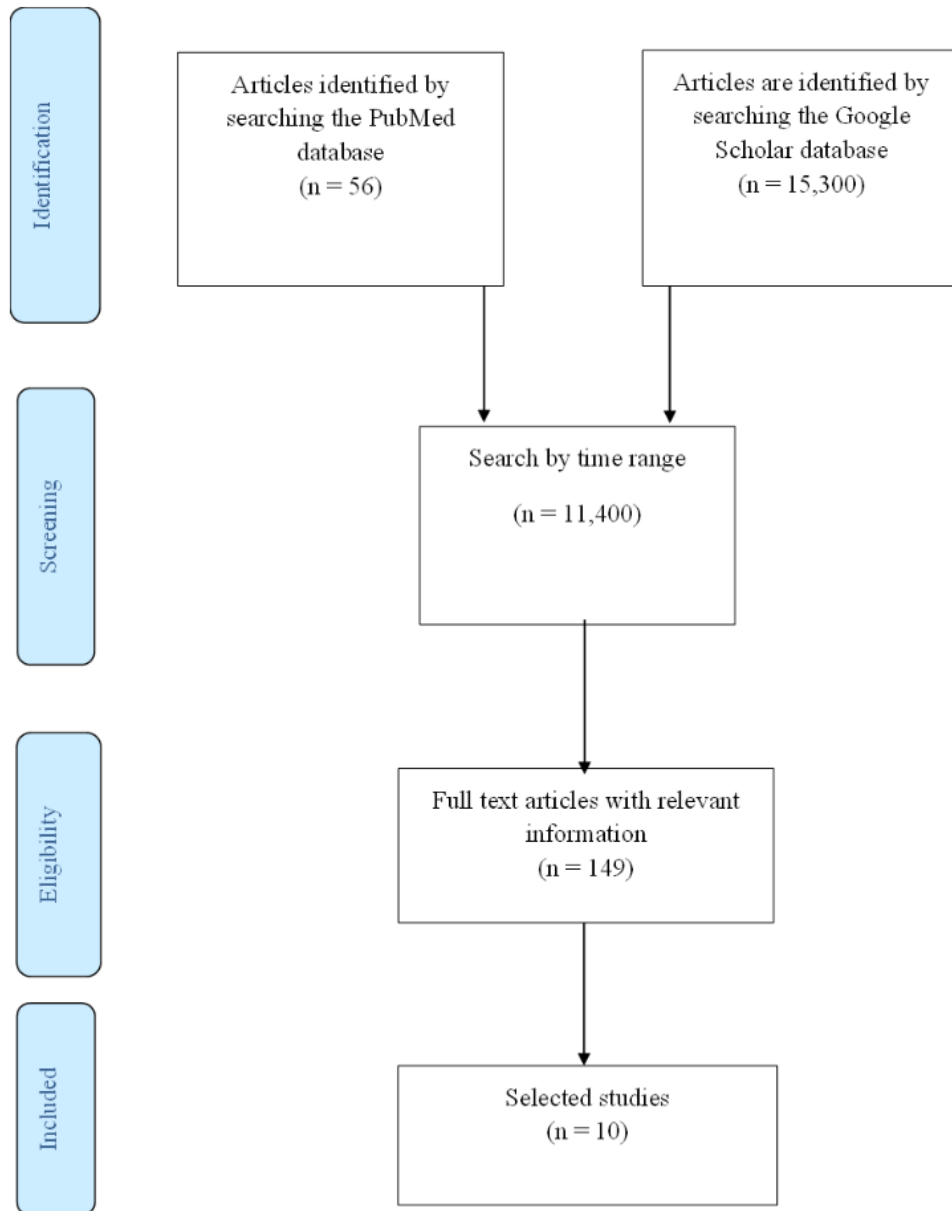 Identification
Articles identified by
searching the PubMed
database
(n = 56)
Articles are identified by
searching the Google
Scholar database
(n = 15,300)
Screening
Search by time range
(n = 11,400)
Eligibility
Full text articles with relevant
information
(n = 149)
Included
Selected studies
(n = 10)